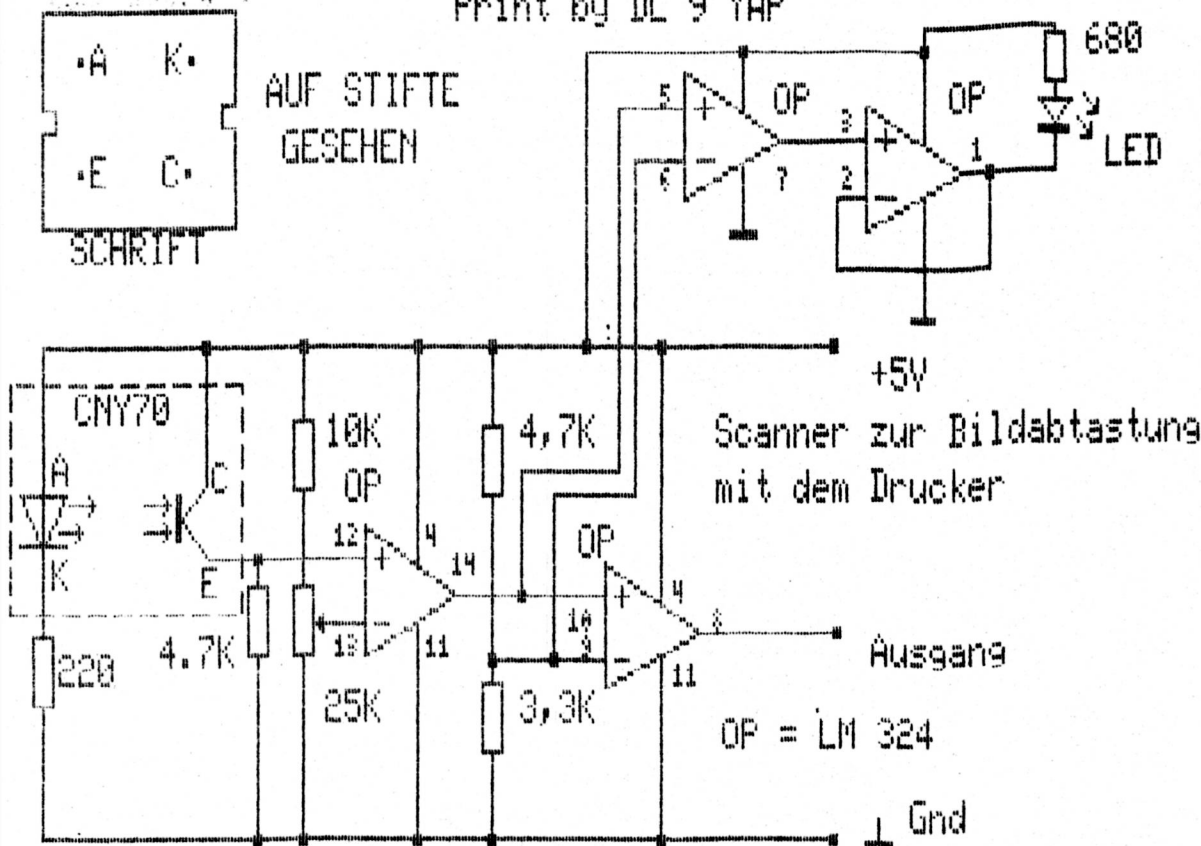 Print by DL 9 YAP
A K
AUF STIFTE
GESEHEN
E C
SCHRIFT
680
5
+
OP
6
-
7
3
+
OP
2
-
1
LED
+5V
CNY70
A
K
C
E
220
4.7K
10K
OP
12
+
13
-
4
14
11
25K
4,7K
3,3K
OP
10
+
9
-
4
8
11
Scanner zur Bildabtastung
mit dem Drucker
Ausgang
OP = LM 324
Gnd